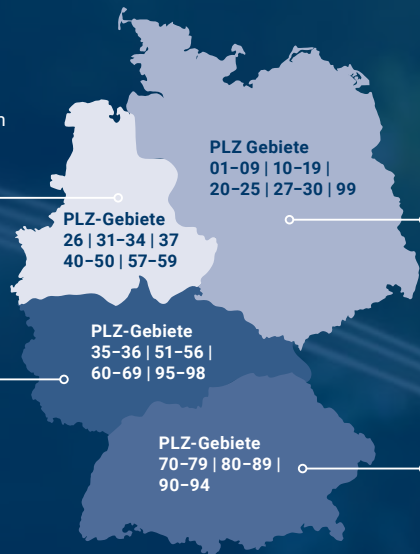 n
PLZ Gebiete
01–09 | 10–19 |
20–25 | 27–30 | 99
PLZ-Gebiete
26 | 31–34 | 37
40–50 | 57–59
PLZ-Gebiete
35–36 | 51–56 |
60–69 | 95–98
PLZ-Gebiete
70–79 | 80–89 |
90–94